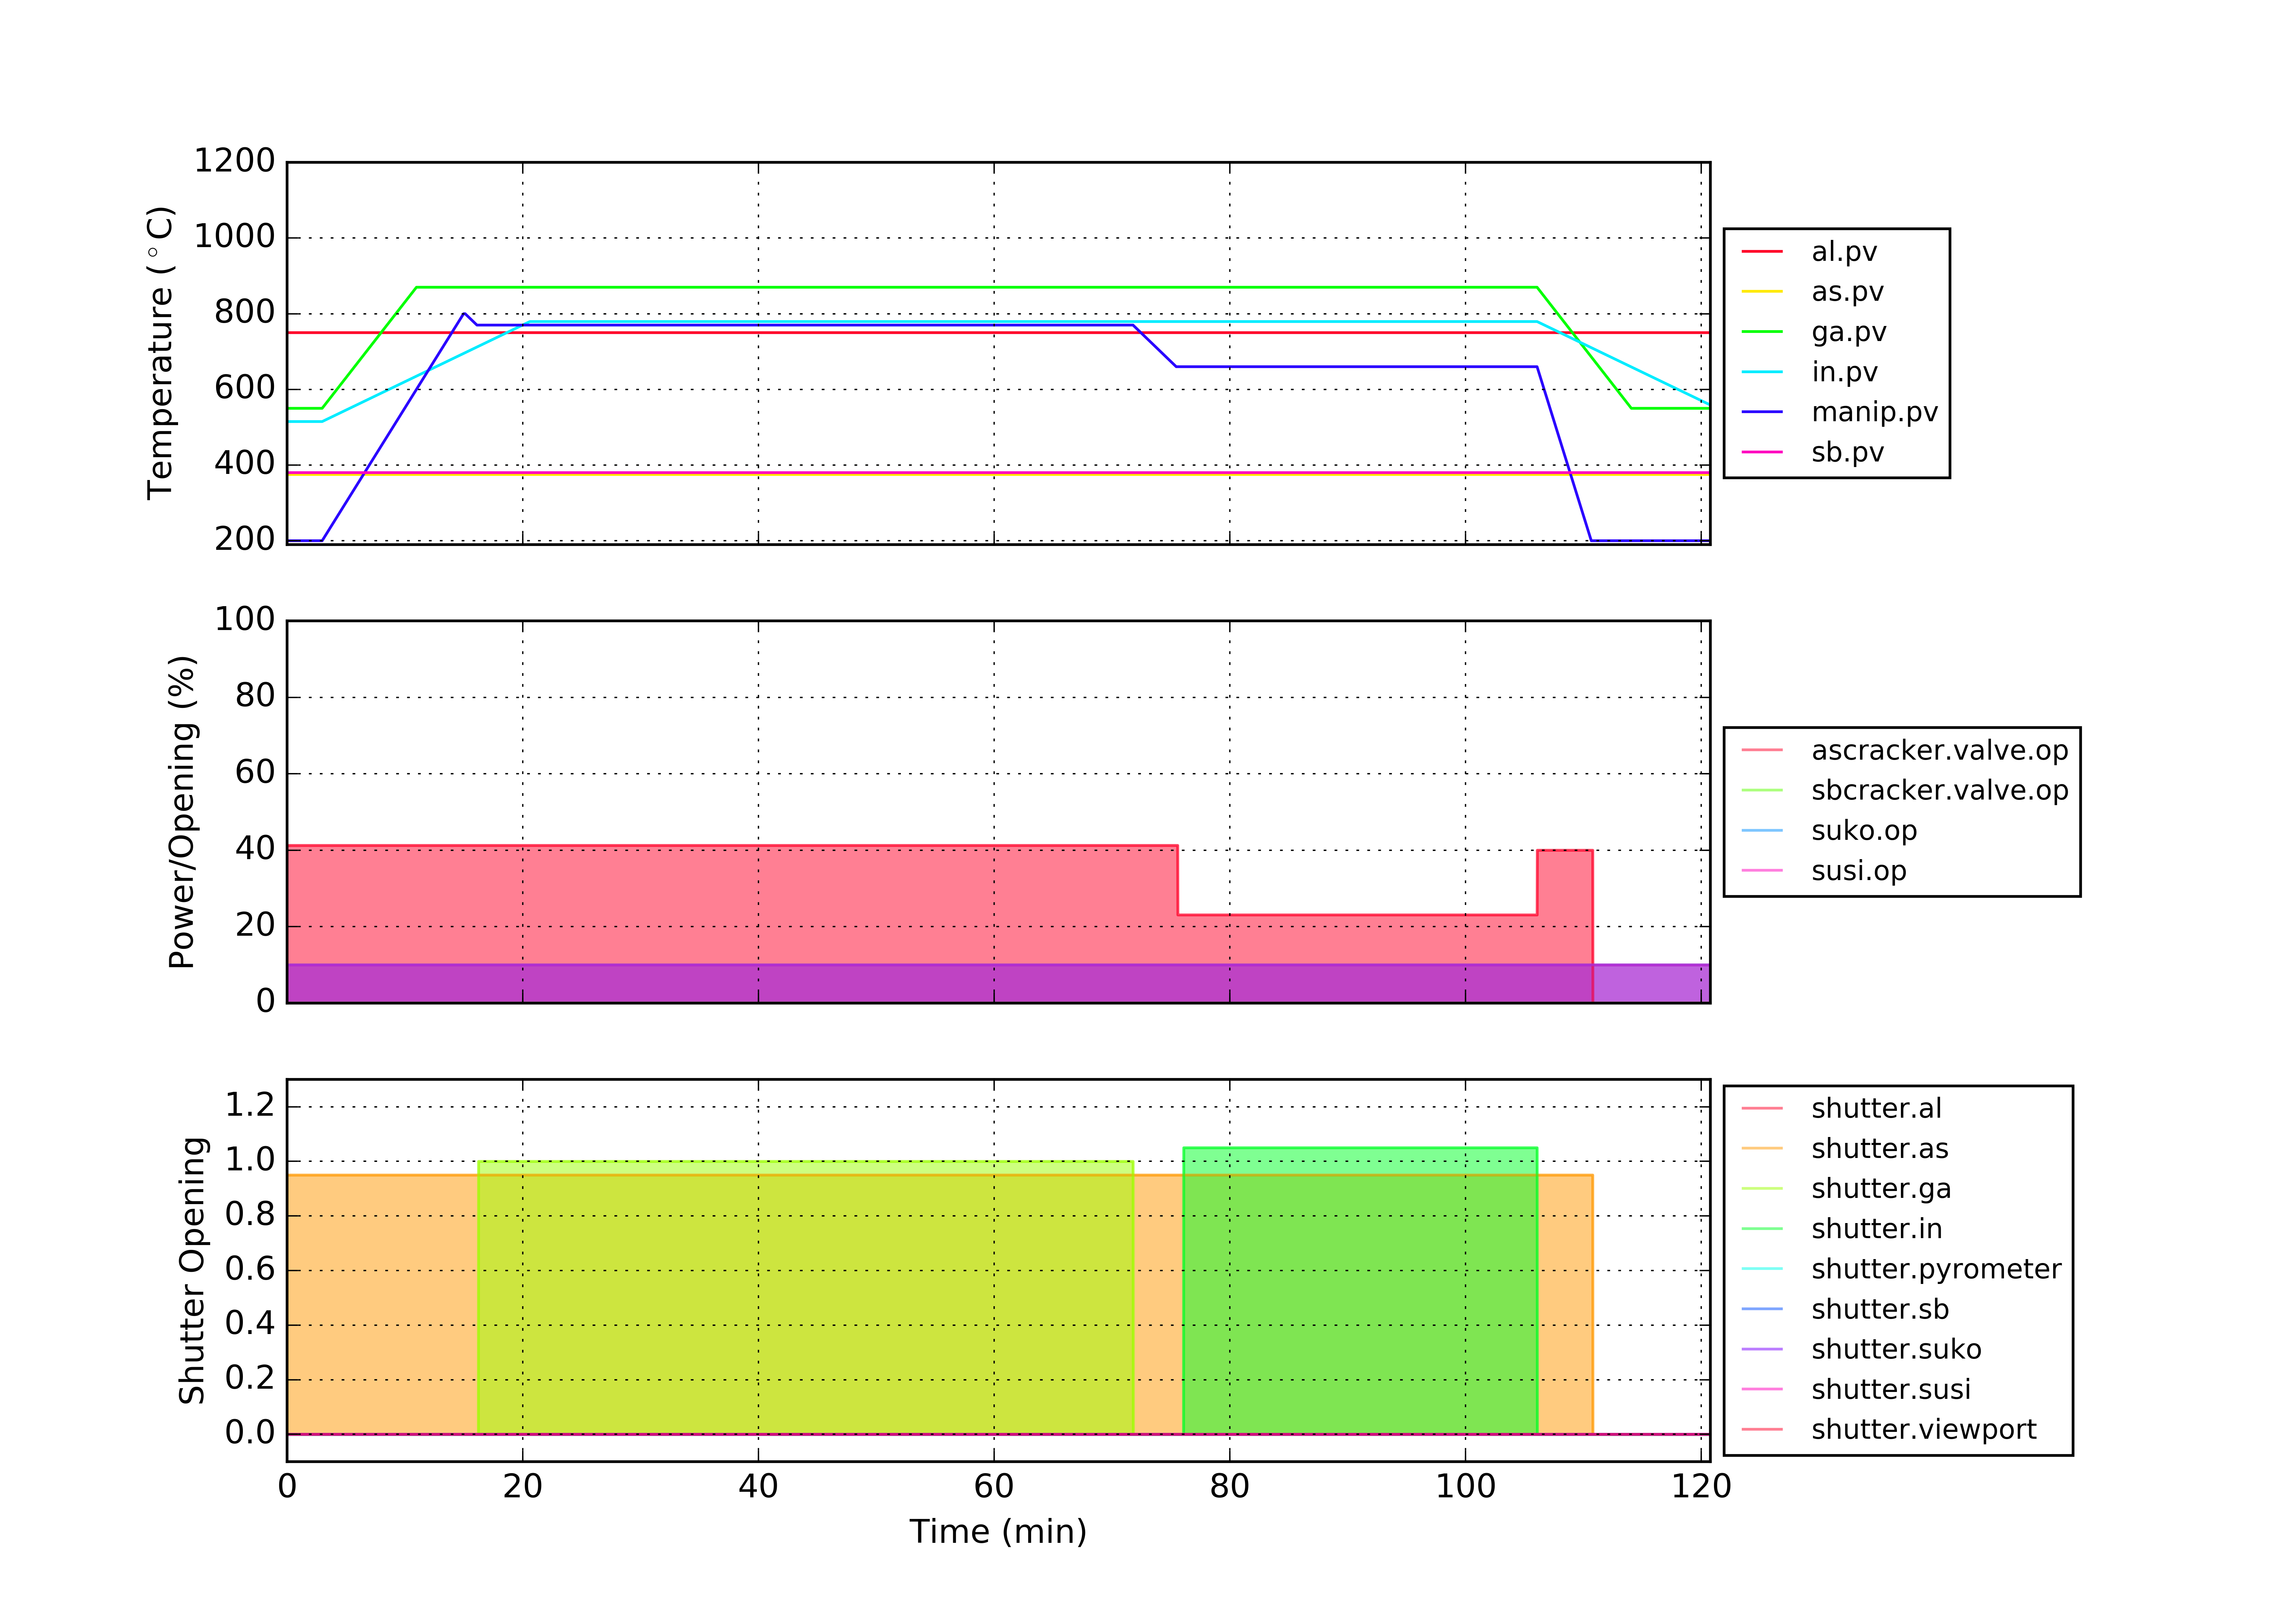 1200
1000
800
600
400
200
Temperature (°C)
al.pv
as.pv
ga.pv
in.pv
manip.pv
sb.pv
100
80
60
40
20
0
Power/Opening (%)
ascracker.valve.op
sbcracker.valve.op
suko.op
susi.op
1.2
1.0
0.8
0.6
0.4
0.2
0.0
Shutter Opening
shutter.al
shutter.as
shutter.ga
shutter.in
shutter.pyrometer
shutter.sb
shutter.suko
shutter.susi
shutter.viewport
0 20 40 60 80 100 120
Time (min)